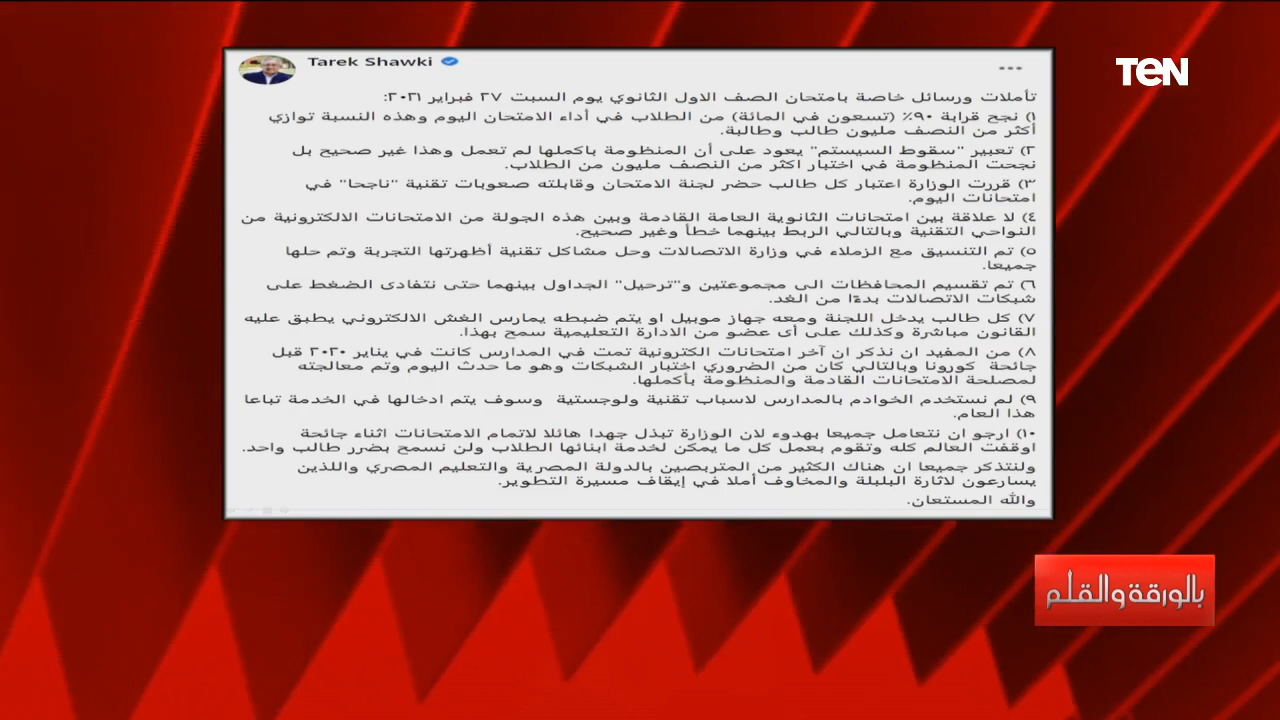 TEN
Tarek Shawki
تأملات ورسائل خاصة بامتحان الصف الاول الثانوي يوم السبت ٢٧ فبراير ٢٠٢١:
١) نجح قرابة ٩٠٪ (تسعون في المائة) من الطلاب في أداء الامتحان اليوم وهذه النسبة توازي
أكثر من النصف مليون طالب وطالبة.
٢) تعبير "سقوط السيستم" يعود على أن المنظومة باكملها لم تعمل وهذا غير صحيح بل
نجحت المنظومة في اختبار اكثر من النصف مليون من الطلاب.
٣) قررت الوزارة اعتبار كل طالب حضر لجنة الامتحان وقابلته صعوبات تقنية "ناجحا" في
امتحانات اليوم.
٤) لا علاقة بين امتحانات الثانوية العامة القادمة وبين هذه الجولة من الامتحانات الالكترونية من
النواحي التقنية وبالتالي الربط بينهما خطأ وغير صحيح.
٥) تم التنسيق مع الزملاء في وزارة الاتصالات وحل مشاكل تقنية أظهرتها التجربة وتم حلها
جميعا.
٦) تم تقسيم المحافظات الى مجموعتين و"ترحيل" الجداول بينهما حتى نتفادى الضغط على
شبكات الاتصالات بدءًا من الغد.
٧) كل طالب يدخل اللجنة ومعه جهاز موبيل او يتم ضبطه يمارس الغش الالكتروني يطبق عليه
القانون مباشرة وكذلك على أى عضو من الادارة التعليمية سمح بهذا.
٨) من المفيد ان نذكر ان آخر امتحانات الكترونية تمت في المدارس كانت في يناير ٢٠٢٠ قبل
جائحة كورونا وبالتالي كان من الضروري اختبار الشبكات وهو ما حدث اليوم وتم معالجته
لمصلحة الامتحانات القادمة والمنظومة بأكملها.
٩) لم نستخدم الخوادم بالمدارس لاسباب تقنية ولوجستية وسوف يتم ادخالها في الخدمة تباعا
هذا العام.
١٠) ارجو ان نتعامل جميعا بهدوء لان الوزارة تبذل جهدا هائلا لاتمام الامتحانات اثناء جائحة
اوقفت العالم كله وتقوم بعمل كل ما يمكن لخدمة ابنائها الطلاب ولن نسمح بضرر طالب واحد.
ولنتذكر جميعا ان هناك الكثير من المتربصين بالدولة المصرية والتعليم المصري واللذين
يسارعون لاثارة البلبلة والمخاوف أملا في إيقاف مسيرة التطوير.
والله المستعان.
بالورقة والقلم